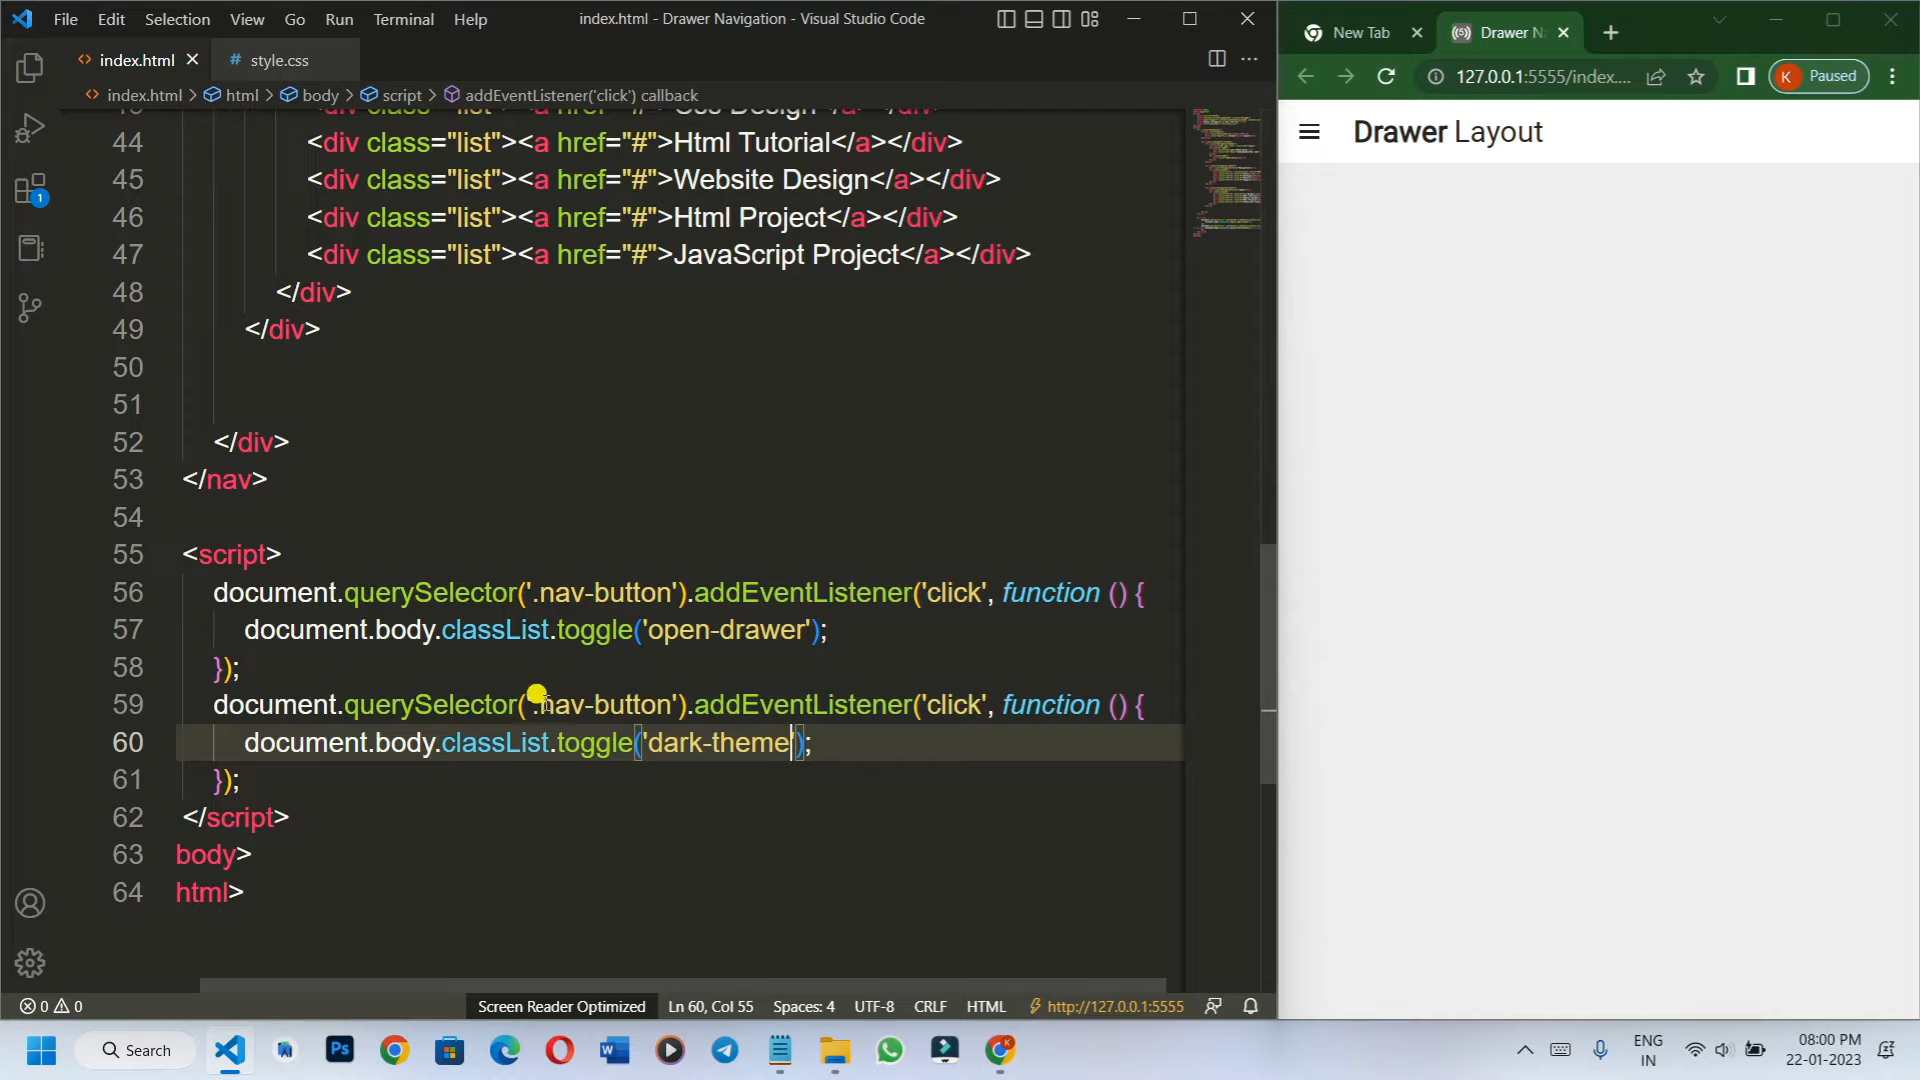 File Edit Selection View Go Run Terminal Help
index.html - Drawer Navigation - Visual Studio Code
index.html
# style.css
index.html > html > body > script > addEventListener('click') callback
44 <div class="list"><a href="#">Html Tutorial</a></div>
45 <div class="list"><a href="#">Website Design</a></div>
46 <div class="list"><a href="#">Html Project</a></div>
47 <div class="list"><a href="#">JavaScript Project</a></div>
48 </div>
49 </div>
50
51
52 </div>
53 </nav>
54
55 <script>
56 document.querySelector('.nav-button').addEventListener('click', function () {
57 document.body.classList.toggle('open-drawer');
58 });
59 document.querySelector('.nav-button').addEventListener('click', function () {
60 document.body.classList.toggle('dark-theme');
61 });
62 </script>
63 body>
64 html>
1
0 0 Screen Reader Optimized Ln 60, Col 55 Spaces: 4 UTF-8 CRLF HTML http://127.0.0.1:5555
New Tab
Drawer N
127.0.0.1:5555/index....
K Paused
Drawer Layout
Search
Ps
W
K
ENG
IN
08:00 PM
22-01-2023